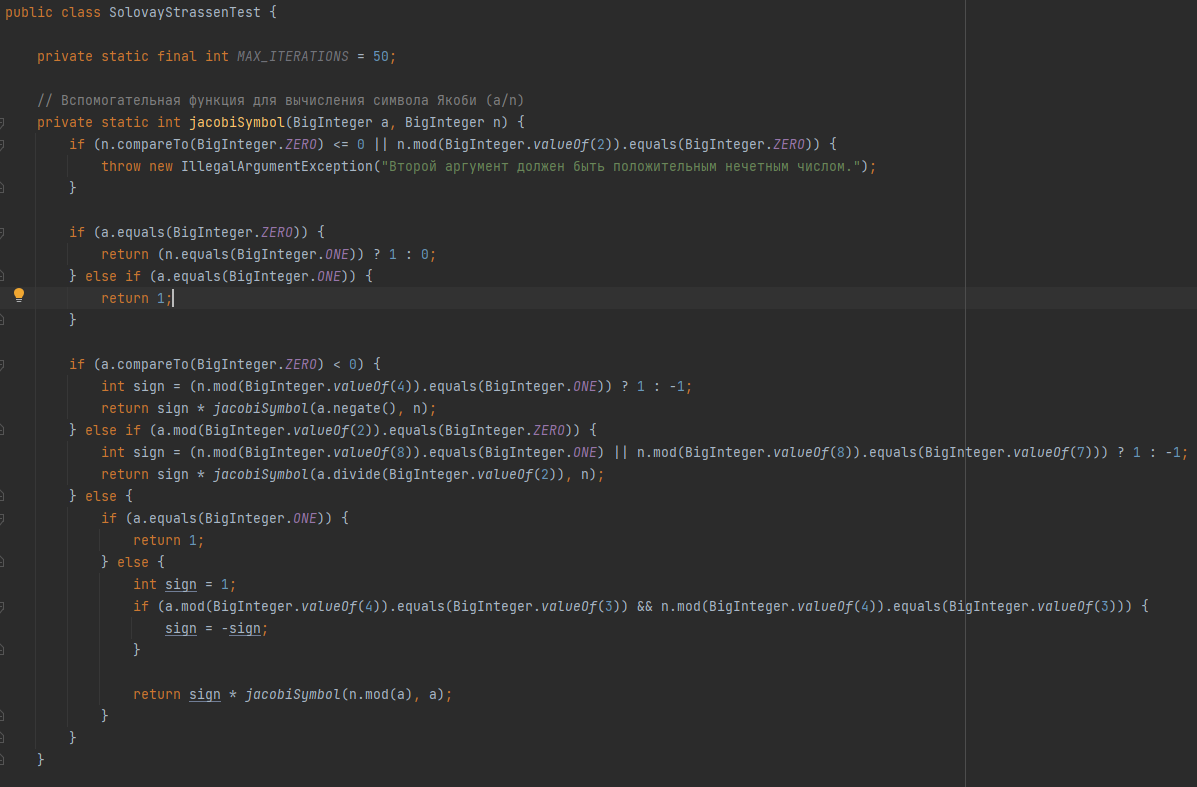 public class SolovayStrassenTest {
private static final int MAX_ITERATIONS = 50;
// Вспомогательная функция для вычисления символа Якоби (a/n)
private static int jacobiSymbol(BigInteger a, BigInteger n) {
if (n.compareTo(BigInteger.ZERO) <= 0 || n.mod(BigInteger.valueOf(2)).equals(BigInteger.ZERO)) {
throw new IllegalArgumentException("Второй аргумент должен быть положительным нечетным числом.");
}
if (a.equals(BigInteger.ZERO)) {
return (n.equals(BigInteger.ONE)) ? 1 : 0;
} else if (a.equals(BigInteger.ONE)) {
return 1;
}
if (a.compareTo(BigInteger.ZERO) < 0) {
int sign = (n.mod(BigInteger.valueOf(4)).equals(BigInteger.ONE)) ? 1 : -1;
return sign * jacobiSymbol(a.negate(), n);
} else if (a.mod(BigInteger.valueOf(2)).equals(BigInteger.ZERO)) {
int sign = (n.mod(BigInteger.valueOf(8)).equals(BigInteger.ONE) || n.mod(BigInteger.valueOf(8)).equals(BigInteger.valueOf(7))) ? 1 : -1;
return sign * jacobiSymbol(a.divide(BigInteger.valueOf(2)), n);
} else {
if (a.equals(BigInteger.ONE)) {
return 1;
} else {
int sign = 1;
if (a.mod(BigInteger.valueOf(4)).equals(BigInteger.valueOf(3)) && n.mod(BigInteger.valueOf(4)).equals(BigInteger.valueOf(3))) {
sign = -sign;
}
return sign * jacobiSymbol(n.mod(a), a);
}
}
}